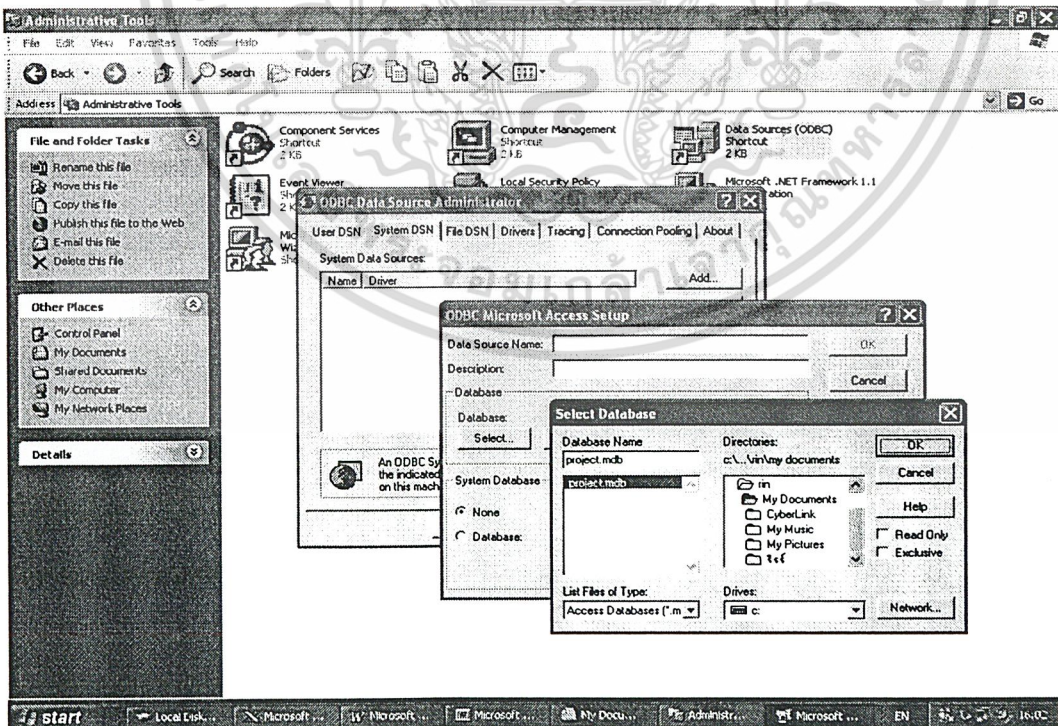 Administrative Tools
File Edit View Favorites Tools Help
Back Search Folders
Address Administrative Tools Go
File and Folder Tasks
Rename this file
Move this file
Copy this file
Publish this file to the Web
E-mail this file
Delete this file
Other Places
Control Panel
My Documents
Shared Documents
My Computer
My Network Places
Details
Component Services
Shortcut
2 KB
Computer Management
Shortcut
2 KB
Data Sources (ODBC)
Shortcut
2 KB
Event Viewer
Local Security Policy
Microsoft .NET Framework 1.1
ODBC Data Source Administrator
User DSN System DSN File DSN Drivers Tracing Connection Pooling About
System Data Sources:
Name Driver
Add...
An ODBC Sy
the indicated
on this mach
ODBC Microsoft Access Setup
Data Source Name:
OK
Description:
Cancel
Database
Database:
Select...
System Database
None
Database:
Select Database
Database Name
project.mdb
project.mdb
List Files of Type:
Access Databases (*.m
Directories:
c:\...\rin\my documents
rin
My Documents
CyberLink
My Music
My Pictures
Drives:
c:
OK
Cancel
Help
Read Only
Exclusive
Network...
start Local Disk... Microsoft ... Microsoft ... Microsoft ... My Docu... Administr... Microsoft ... EN 16:02